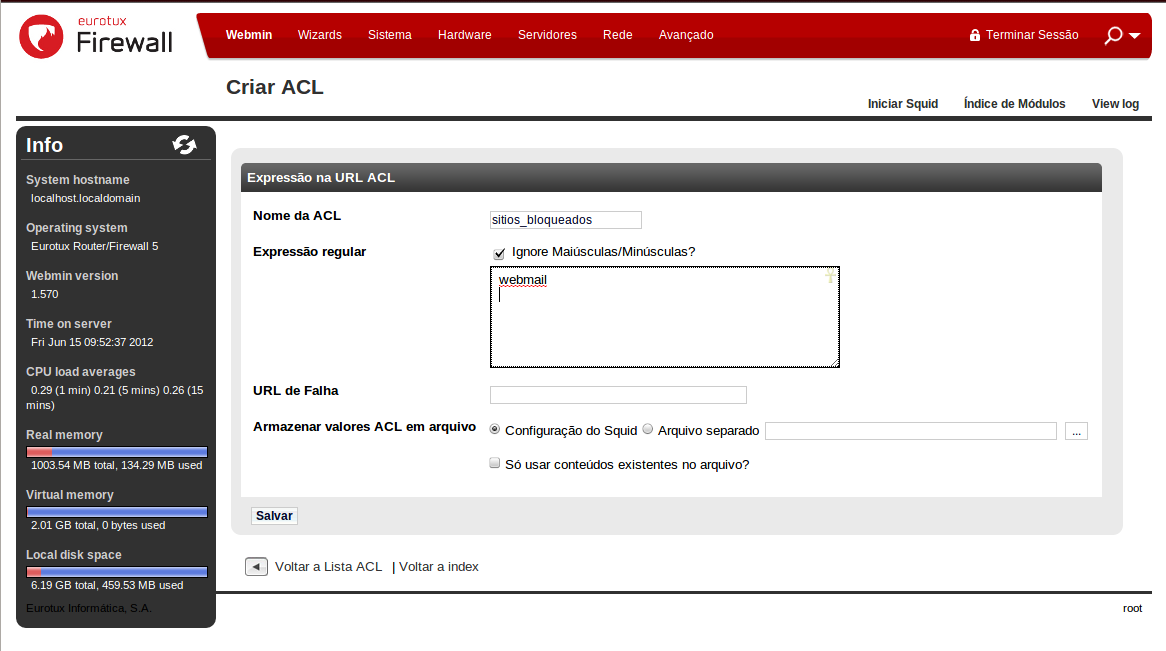 eurotux
Firewall
Webmin Wizards Sistema Hardware Servidores Rede Avançado Terminar Sessão
Criar ACL
Iniciar Squid Índice de Módulos View log
Info
System hostname
localhost.localdomain
Operating system
Eurotux Router/Firewall 5
Webmin version
1.570
Time on server
Fri Jun 15 09:52:37 2012
CPU load averages
0.29 (1 min) 0.21 (5 mins) 0.26 (15
mins)
Real memory
1003.54 MB total, 134.29 MB used
Virtual memory
2.01 GB total, 0 bytes used
Local disk space
6.19 GB total, 459.53 MB used
Eurotux Informática, S.A.
Expressão na URL ACL
Nome da ACL sitios_bloqueados
Expressão regular Ignore Maiúsculas/Minúsculas?
webmail
URL de Falha
Armazenar valores ACL em arquivo Configuração do Squid Arquivo separado ...
Só usar conteúdos existentes no arquivo?
Salvar
Voltar a Lista ACL | Voltar a index
root